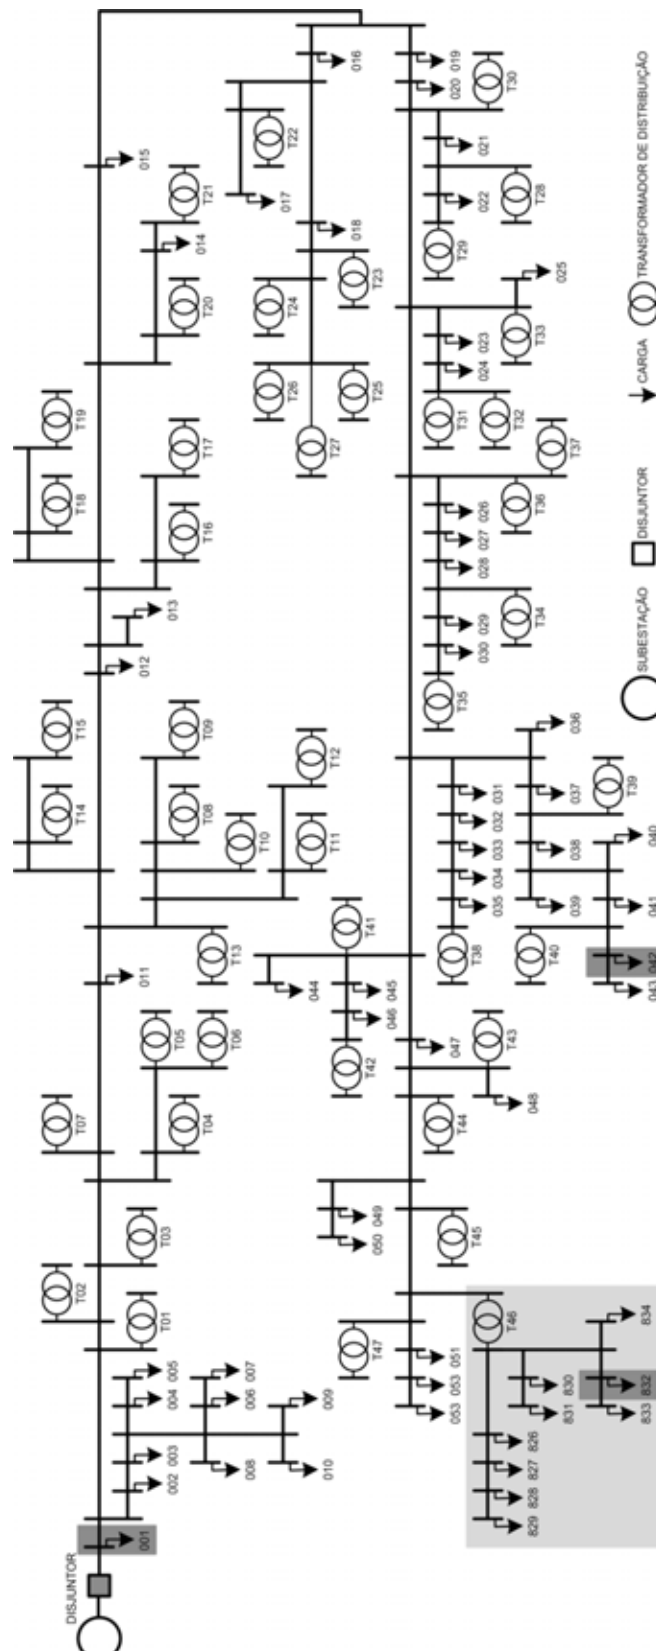 DISJUNTOR
001
002
003
004
005
006
007
008
009
010
T01
T02
T03
T04
T05
T06
T07
011
T13
T08
T09
T10
T11
T12
T14
T15
012
013
T16
T17
T18
T19
T20
014
T21
015
016
T22
017
018
T23
T24
T25
T26
T27
019
020
T30
021
022
T28
T29
023
024
025
T33
T31
T32
T37
026
027
028
T36
029
030
T34
T35
031
032
033
034
035
T38
036
037
T39
038
039
040
T40
041
042
043
T41
044
045
046
T42
047
T43
048
T44
049
050
T45
T46
T47
051
053
053
826
827
828
829
830
831
832
833
834
SUBESTAÇÃO
DISJUNTOR
CARGA
TRANSFORMADOR DE DISTRIBUIÇÃO